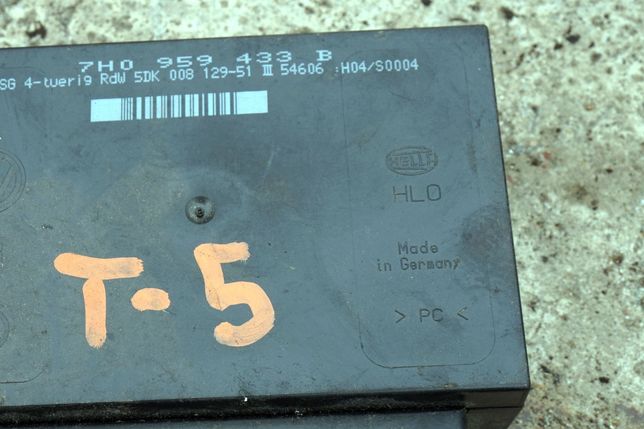 7H0 959 433 B
SG 4-tuerig RdW 5DK 008 129-51 III 54606 :H04/S0004
HELLA
HLO
Made
in Germany
> PC <
T-5